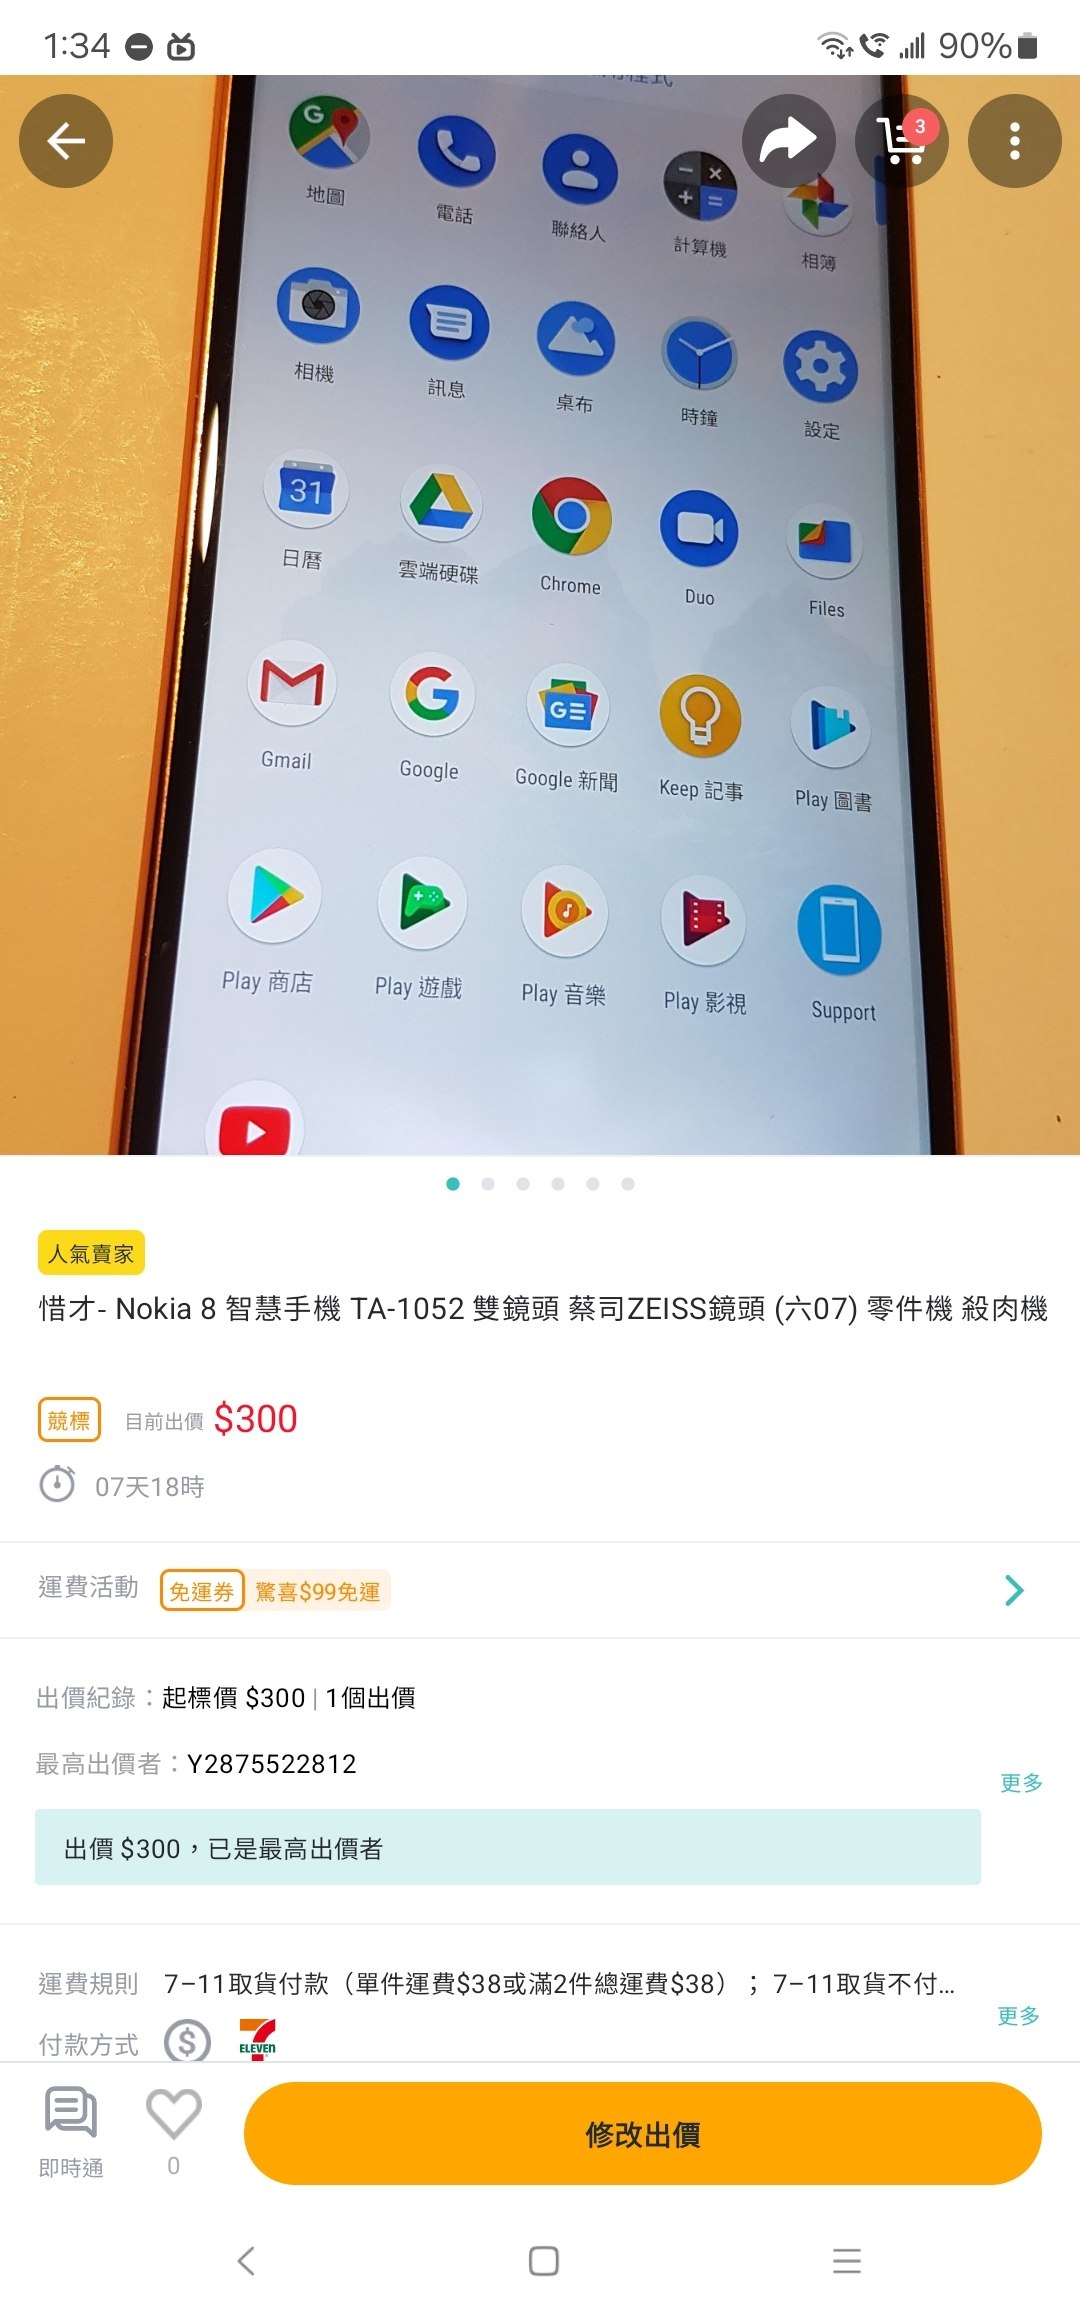 1:34
90%
3
地圖
電話
聯絡人
計算機
相簿
相機
訊息
桌布
時鐘
設定
31
日曆
雲端硬碟
Chrome
Duo
Files
Gmail
Google
Google 新聞
Keep 記事
Play 圖書
Play 商店
Play 遊戲
Play 音樂
Play 影視
Support
人氣賣家
惜才- Nokia 8 智慧手機 TA-1052 雙鏡頭 蔡司ZEISS鏡頭 (六07) 零件機 殺肉機
競標 目前出價 $300
07天18時
運費活動 免運券 驚喜$99免運
出價紀錄：起標價 $300 | 1個出價
最高出價者：Y2875522812
更多
出價 $300，已是最高出價者
運費規則 7-11取貨付款（單件運費$38或滿2件總運費$38）； 7-11取貨不付...
更多
付款方式 $ 7 ELEVEN
即時通
0
修改出價